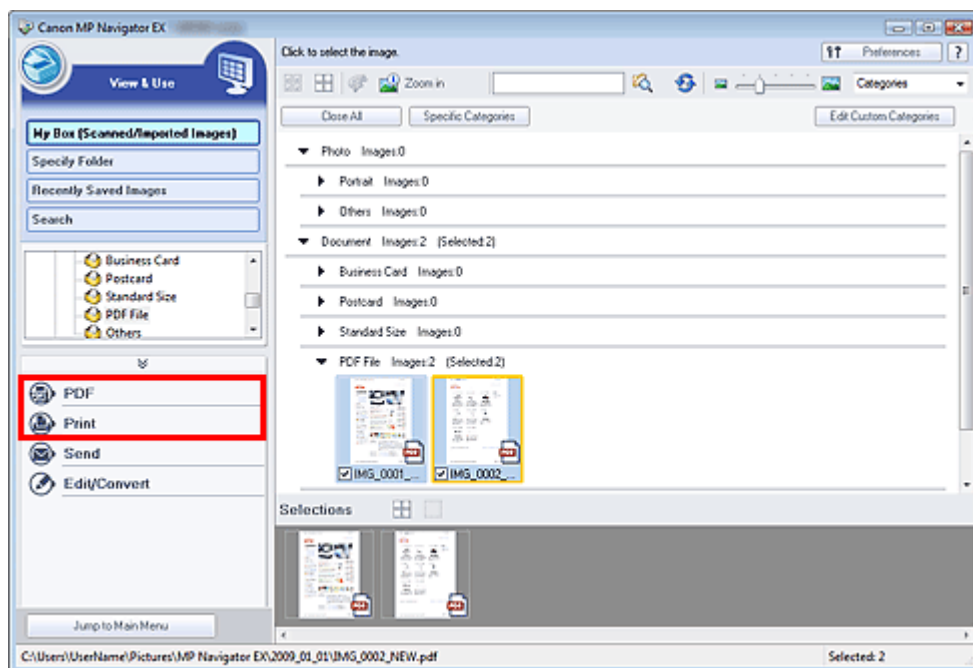 Canon MP Navigator EX
View & Use
My Box (Scanned/Imported Images)
Specify Folder
Recently Saved Images
Search
Business Card
Postcard
Standard Size
PDF File
Others
PDF
Print
Send
Edit/Convert
Jump to Main Menu
Click to select the image.
Preferences
?
Zoom in
Categories
Close All
Specific Categories
Edit Custom Categories
Photo Images:0
Portrait Images:0
Others Images:0
Document Images:2 (Selected:2)
Business Card Images:0
Postcard Images:0
Standard Size Images:0
PDF File Images:2 (Selected:2)
IMG_0001_...
IMG_0002_...
Selections
C:\Users\UserName\Pictures\MP Navigator EX\2009_01_01\IMG_0002_NEW.pdf
Selected: 2